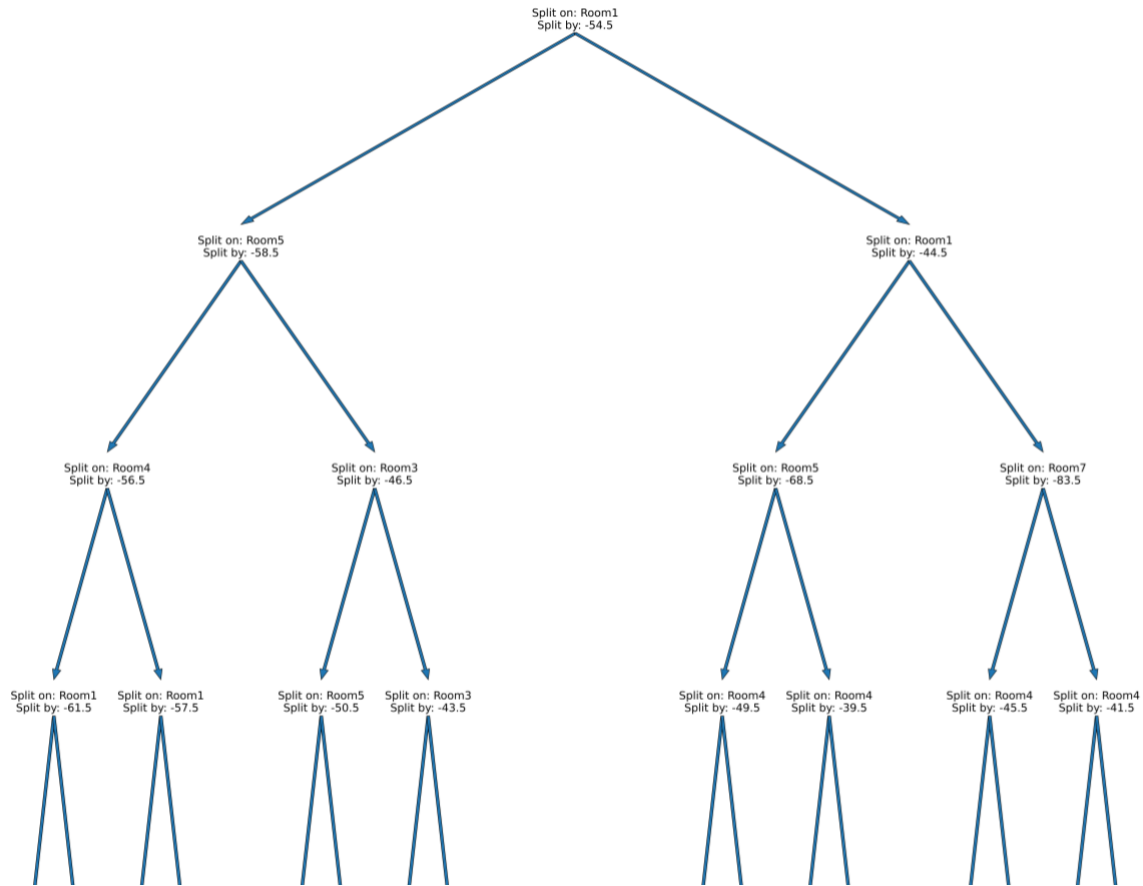 Split on: Room1
Split by: -54.5
Split on: Room5
Split by: -58.5
Split on: Room1
Split by: -44.5
Split on: Room4
Split by: -56.5
Split on: Room3
Split by: -46.5
Split on: Room5
Split by: -68.5
Split on: Room7
Split by: -83.5
Split on: Room1
Split by: -61.5
Split on: Room1
Split by: -57.5
Split on: Room5
Split by: -50.5
Split on: Room3
Split by: -43.5
Split on: Room4
Split by: -49.5
Split on: Room4
Split by: -39.5
Split on: Room4
Split by: -45.5
Split on: Room4
Split by: -41.5